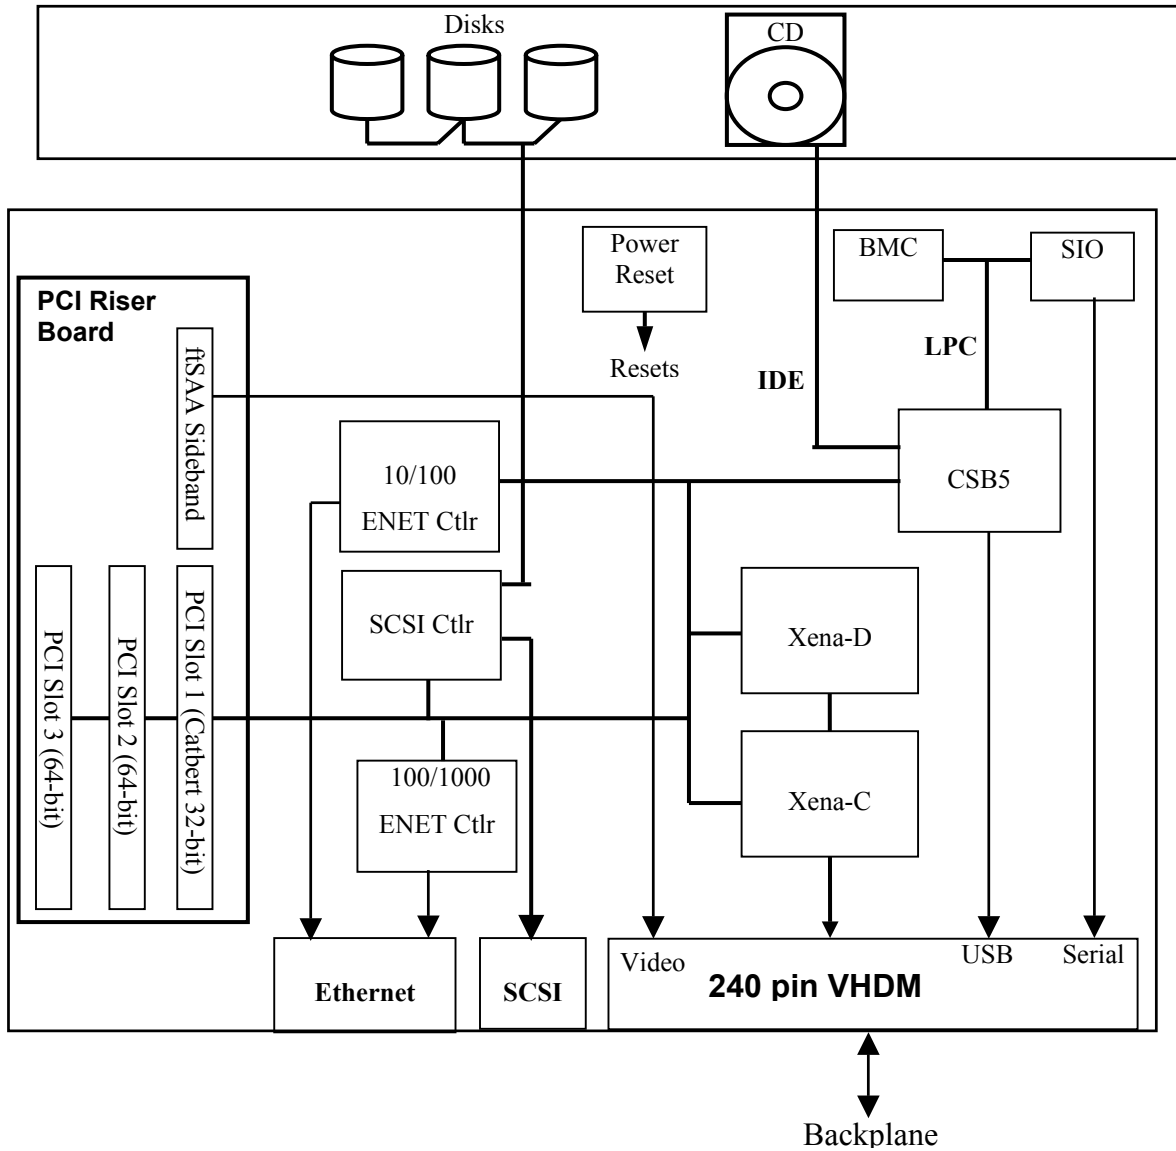 Disks
CD
Power
Reset
Resets
BMC
SIO
LPC
IDE
PCI Riser
Board
ftSAA Sideband
10/100
ENET Ctlr
CSB5
SCSI Ctlr
Xena-D
PCI Slot 3 (64-bit)
PCI Slot 2 (64-bit)
PCI Slot 1 (Catbert 32-bit)
100/1000
ENET Ctlr
Xena-C
Ethernet
SCSI
Video
USB
Serial
240 pin VHDM
Backplane